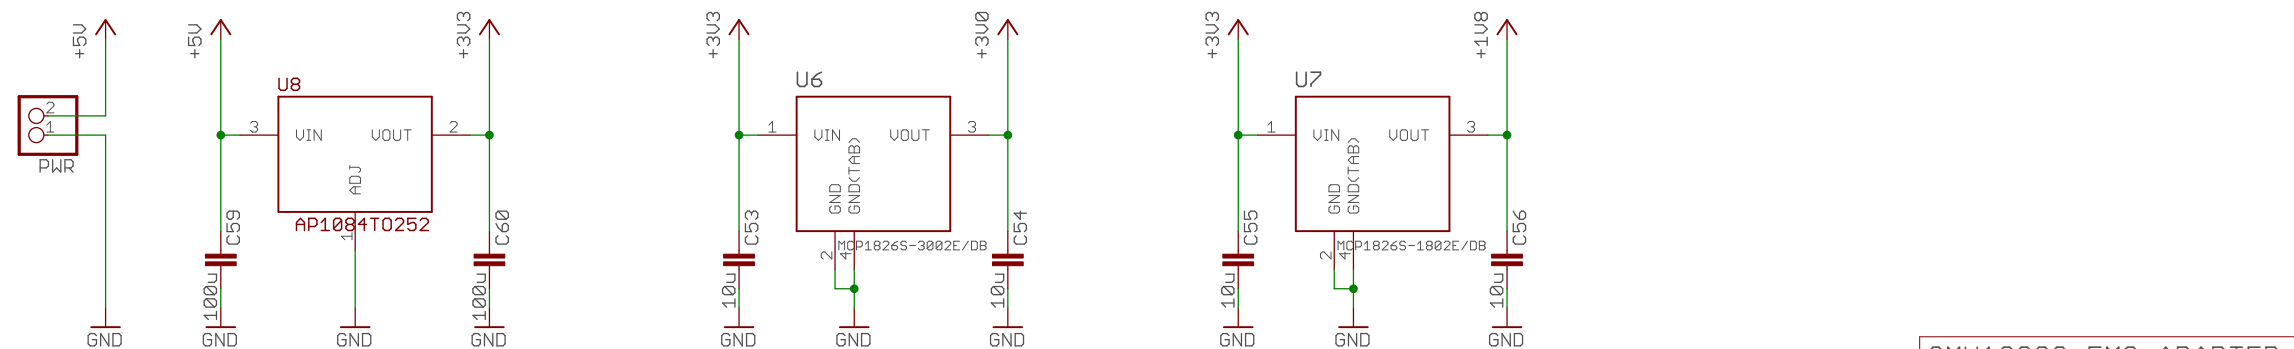 +5V
2
1
PWR
GND
+5V
+3V3
U8
3
VIN
VOUT
2
ADJ
AP1084TO252
1
C59
100u
GND
GND
C60
100u
GND
+3V3
+3V0
U6
1
VIN
VOUT
3
GND
GND(TAB)
MCP1826S-3002E/DB
2
4
C53
10u
GND
GND
C54
10u
GND
+3V3
+1V8
U7
1
VIN
VOUT
3
GND
GND(TAB)
MCP1826S-1802E/DB
2
4
C55
10u
GND
GND
C56
10u
GND